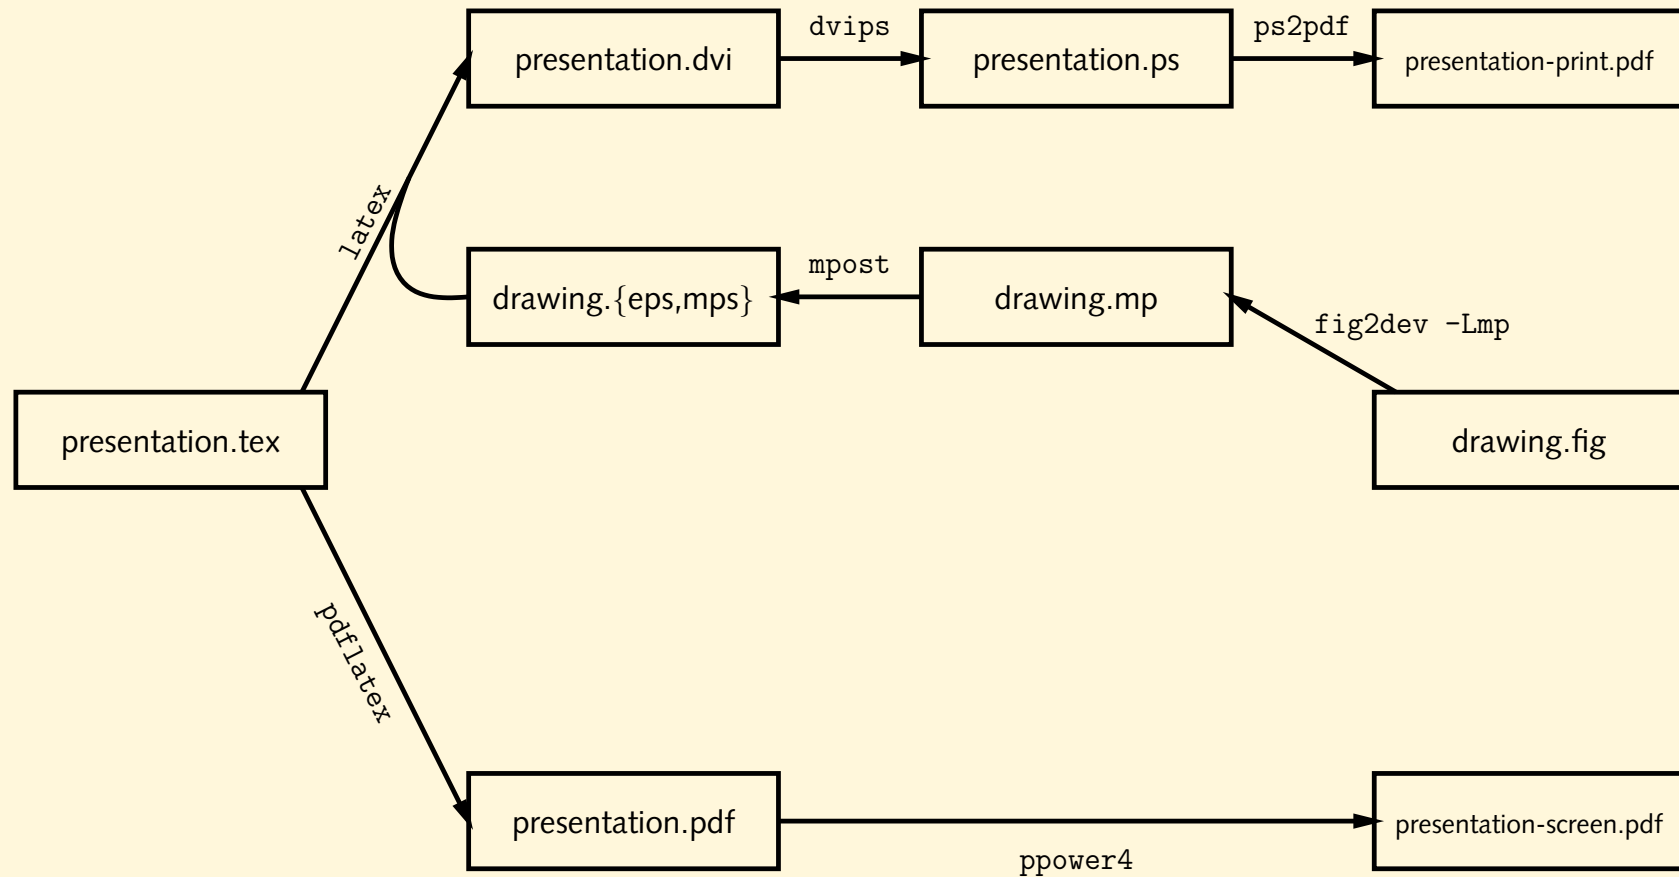 dvips
ps2pdf
presentation.dvi
presentation.ps
presentation-print.pdf
latex
mpost
drawing.{eps,mps}
drawing.mp
fig2dev -Lmp
presentation.tex
drawing.fig
pdflatex
presentation.pdf
presentation-screen.pdf
ppower4